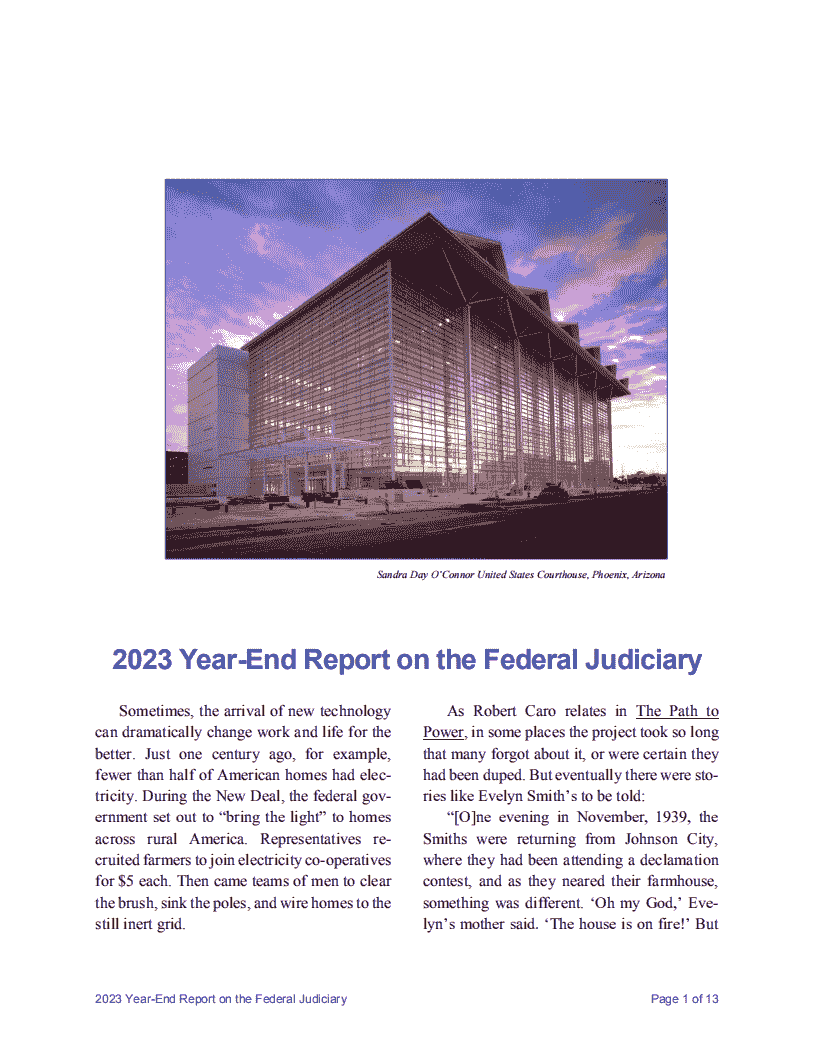 Sandra Day O'Connor United States Courthouse, Phoenix, Arizona
2023 Year-End Report on the Federal Judiciary
Sometimes, the arrival of new technology
can dramatically change work and life for the
better. Just one century ago, for example,
fewer than half of American homes had elec-
tricity. During the New Deal, the federal gov-
ernment set out to “bring the light” to homes
across rural America. Representatives re-
cruited farmers to join electricity co-operatives
for $5 each. Then came teams of men to clear
the brush, sink the poles, and wire homes to the
still inert grid.
As Robert Caro relates in The Path to
Power, in some places the project took so long
that many forgot about it, or were certain they
had been duped. But eventually there were sto-
ries like Evelyn Smith’s to be told:
“[O]ne evening in November, 1939, the
Smiths were returning from Johnson City,
where they had been attending a declamation
contest, and as they neared their farmhouse,
something was different. ‘Oh my God,’ Eve-
lyn’s mother said. ‘The house is on fire!’ But
2023 Year-End Report on the Federal Judiciary
Page 1 of 13